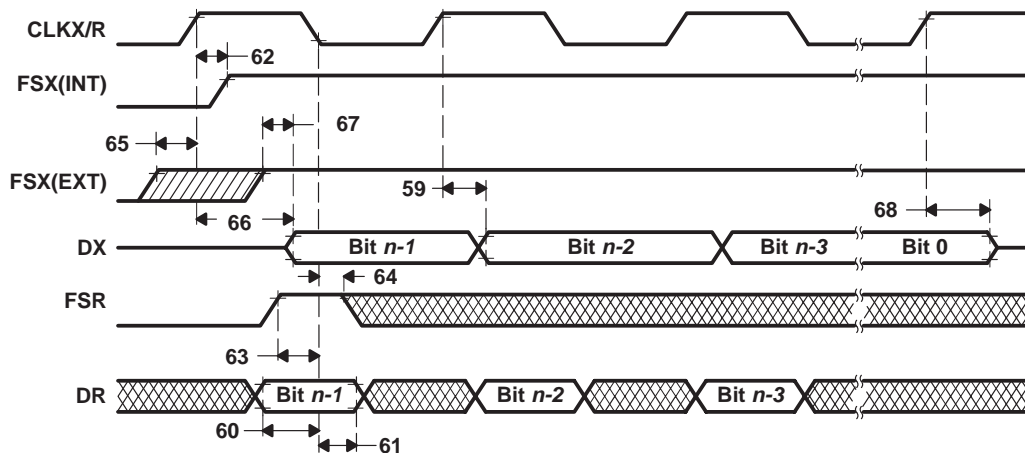 CLKX/R
62
FSX(INT)
67
65
FSX(EXT)
59
66
68
DX
Bit n-1
Bit n-2
Bit n-3
Bit 0
64
FSR
63
DR
Bit n-1
Bit n-2
Bit n-3
60
61